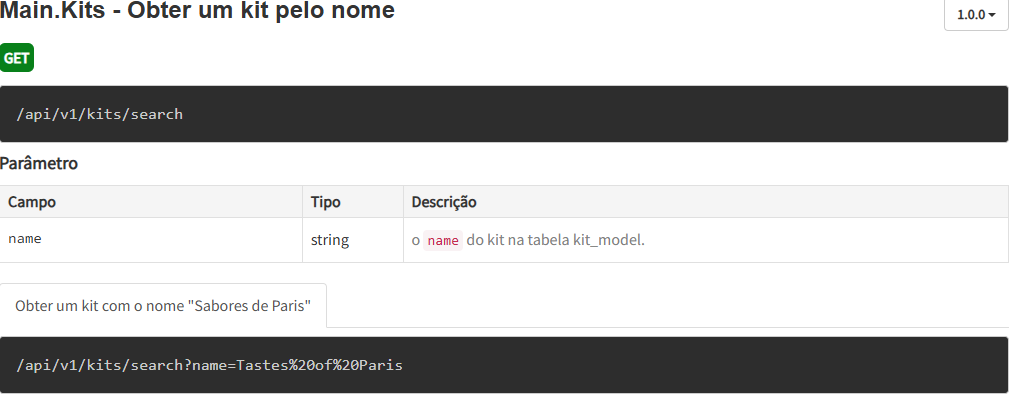 Main.Kits - Obter um kit pelo nome
1.0.0
GET
/api/v1/kits/search
Parâmetro
Campo Tipo Descrição
name string o name do kit na tabela kit_model.
Obter um kit com o nome "Sabores de Paris"
/api/v1/kits/search?name=Tastes%20of%20Paris